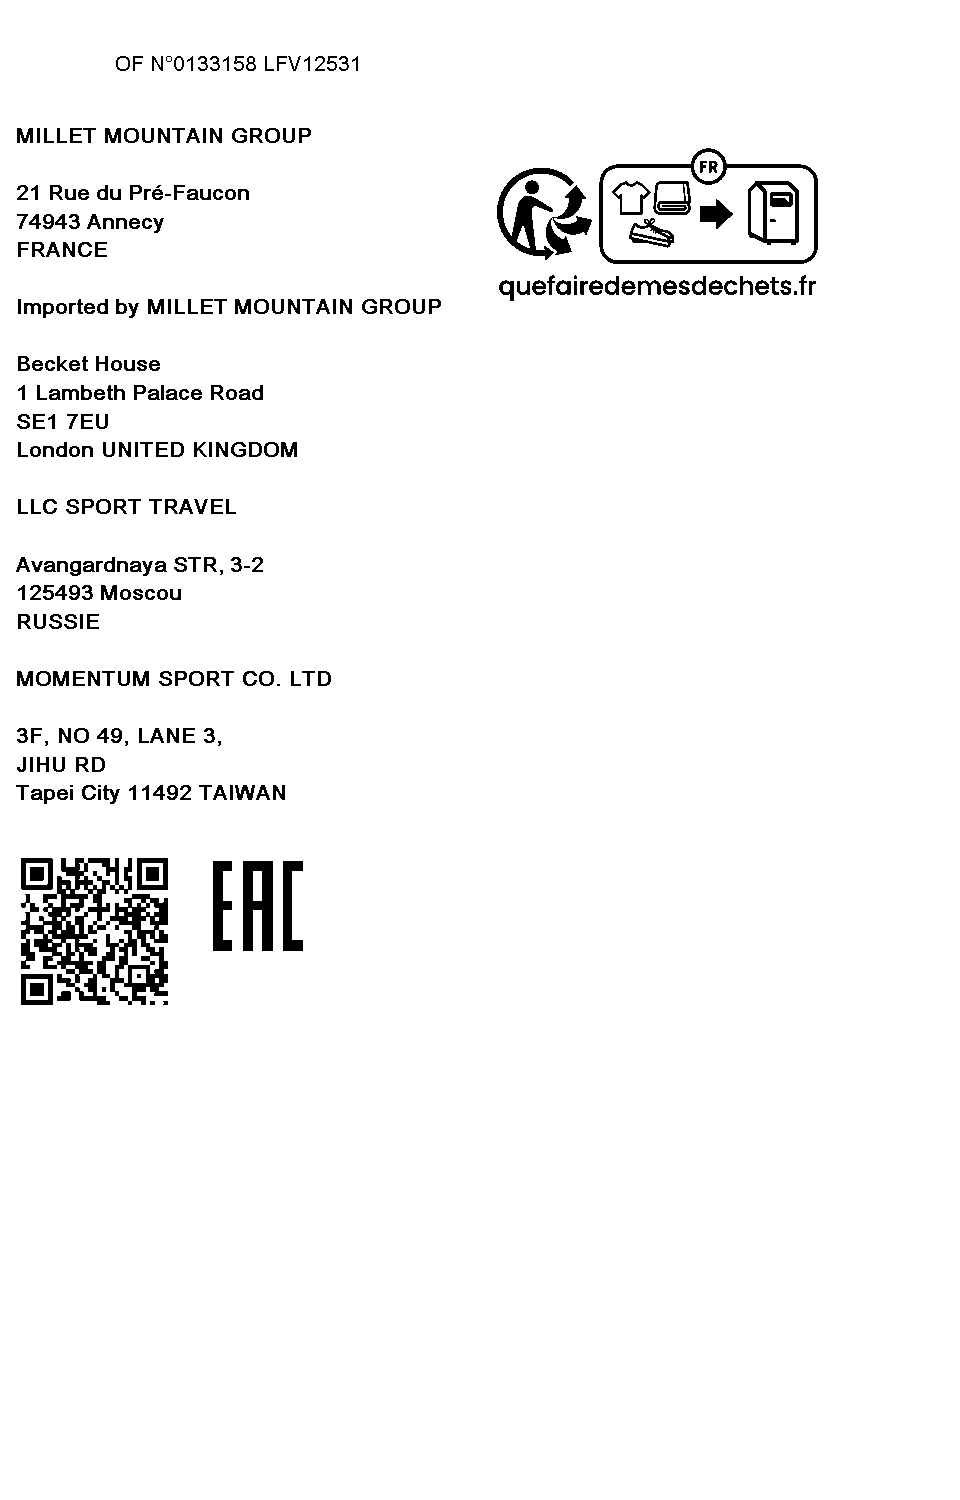 OF N°0133158 LFV12531
MILLET MOUNTAIN GROUP
21 Rue du Pré-Faucon
74943 Annecy
FRANCE
Imported by MILLET MOUNTAIN GROUP
Becket House
1 Lambeth Palace Road
SE1 7EU
London UNITED KINGDOM
LLC SPORT TRAVEL
Avangardnaya STR, 3-2
125493 Moscou
RUSSIE
MOMENTUM SPORT CO. LTD
3F, NO 49, LANE 3,
JIHU RD
Tapei City 11492 TAIWAN
EAC
FR
quefairedemesdechets.fr